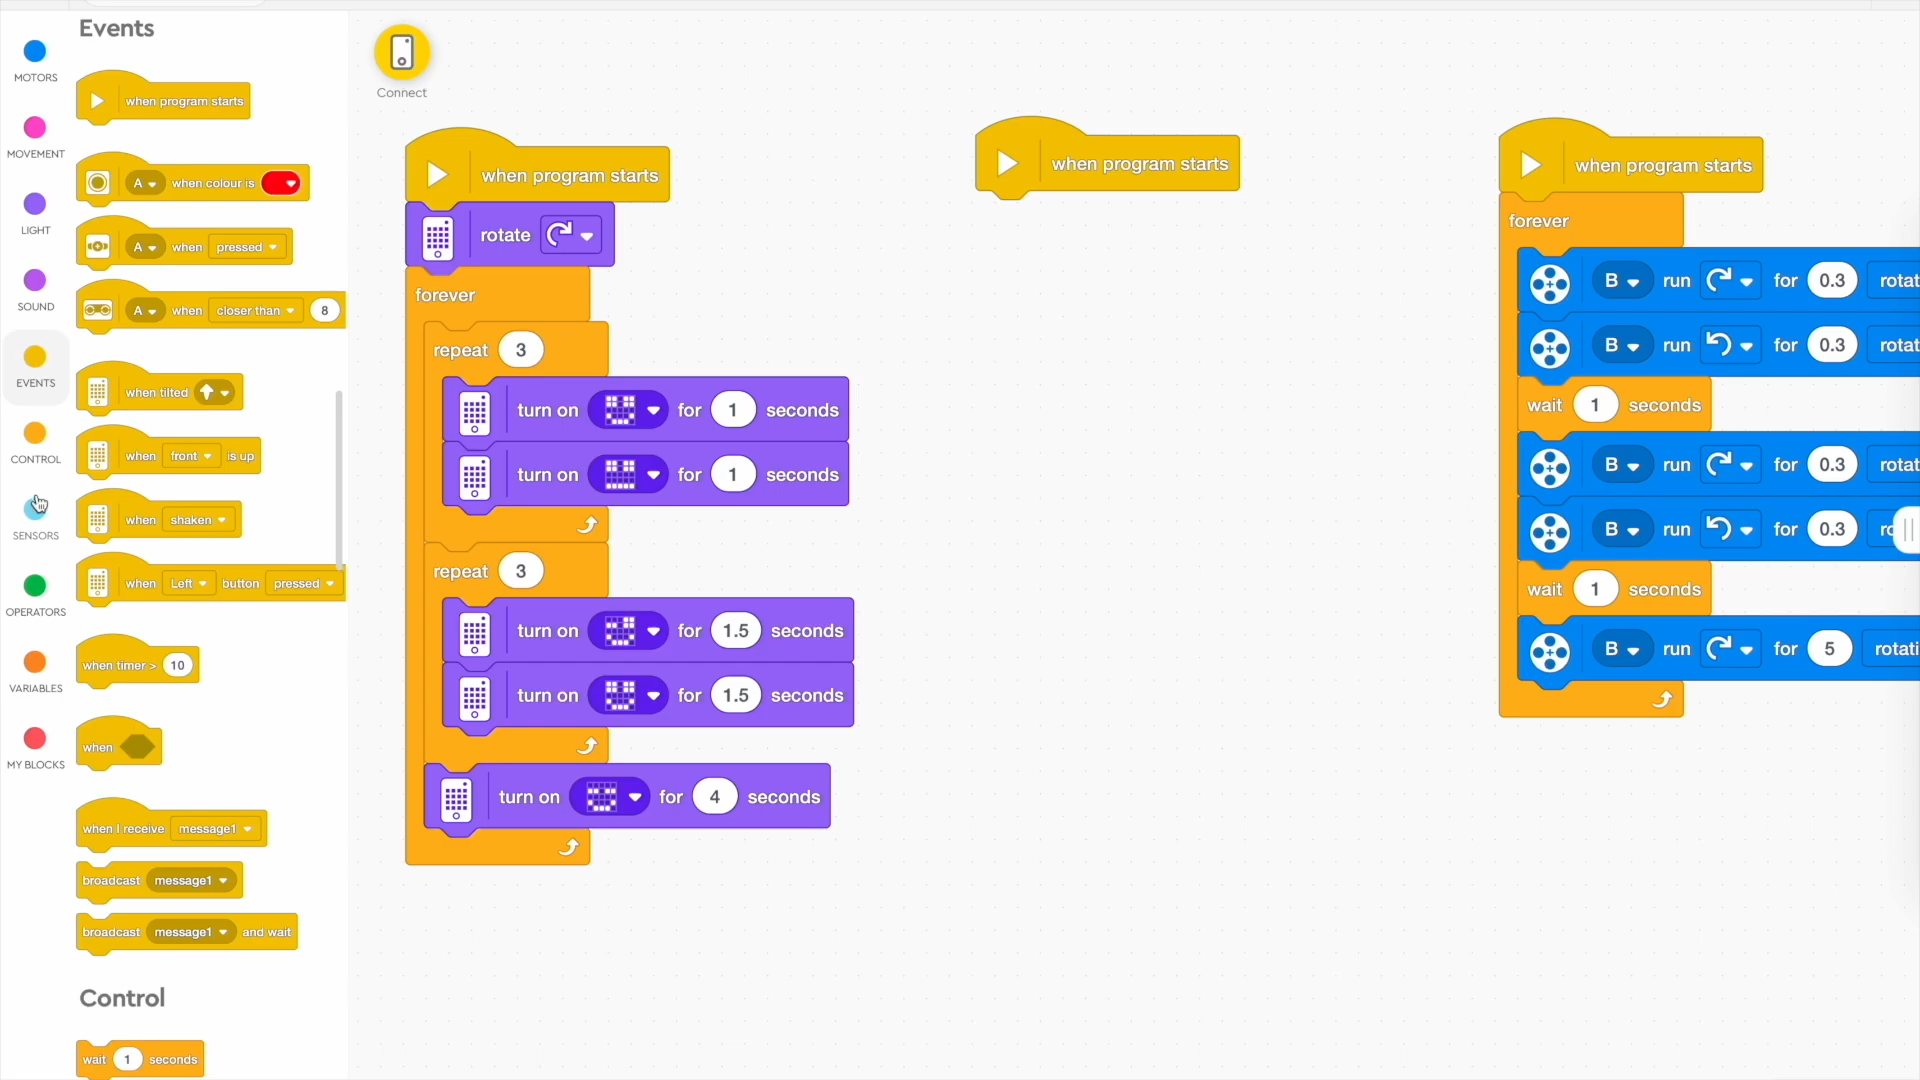 Events
MOTORS
MOVEMENT
LIGHT
SOUND
EVENTS
CONTROL
SENSORS
OPERATORS
VARIABLES
MY BLOCKS
when program starts
A when colour is
A when pressed
A when closer than 8
when tilted
when front is up
when shaken
when Left button pressed
when timer > 10
when
when I receive message1
broadcast message1
broadcast message1 and wait
Control
wait 1 seconds
Connect
when program starts
rotate
forever
repeat 3
turn on for 1 seconds
turn on for 1 seconds
repeat 3
turn on for 1.5 seconds
turn on for 1.5 seconds
turn on for 4 seconds
when program starts
when program starts
forever
B run for 0.3 rotat
B run for 0.3 rotat
wait 1 seconds
B run for 0.3 rotat
B run for 0.3
wait 1 seconds
B run for 5 rotati